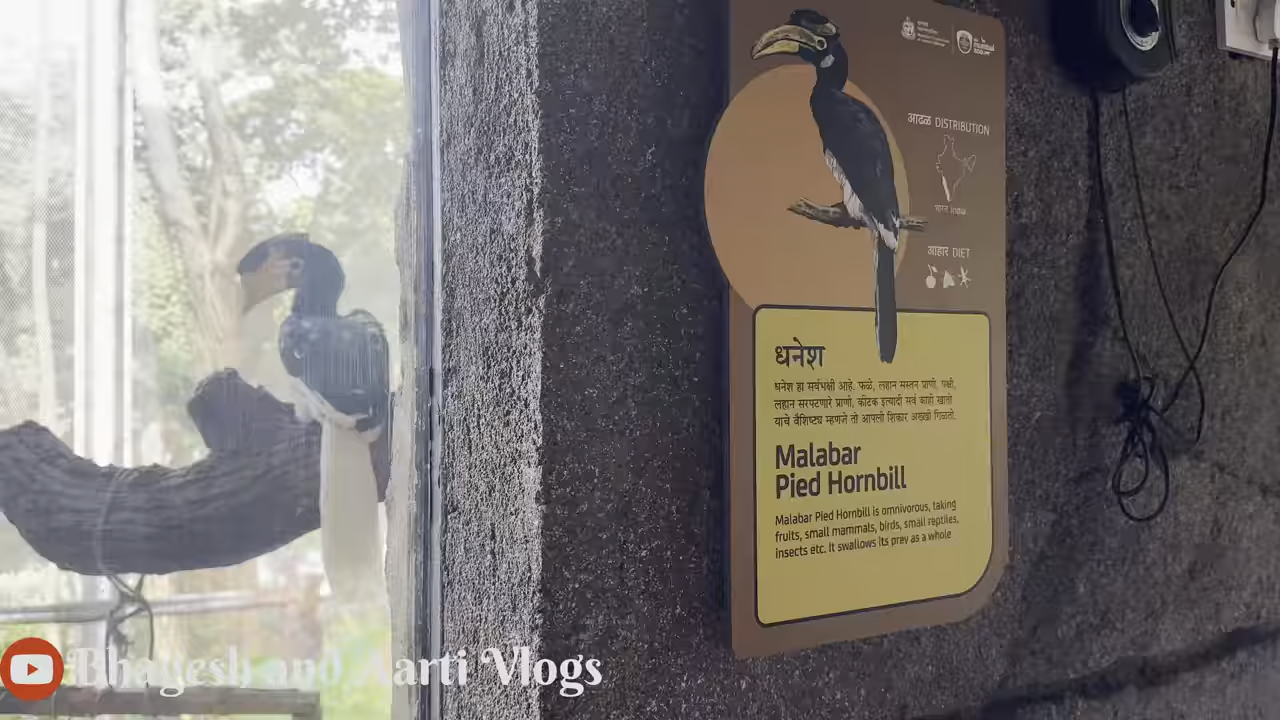 आढळ DISTRIBUTION
भारत India
आहार DIET
धनेश
धनेश हा सर्वभक्षी आहे. फळे, लहान सस्तन प्राणी, पक्षी,
लहान सरपटणारे प्राणी, कीटक इत्यादी सर्व काही खातो
याचे वैशिष्ट्य म्हणजे तो आपली शिकार अख्खी गिळतो.
Malabar
Pied Hornbill
Malabar Pied Hornbill is omnivorous, taking
fruits, small mammals, birds, small reptiles,
insects etc. It swallows its prey as a whole
Bhagesh and Aarti Vlogs